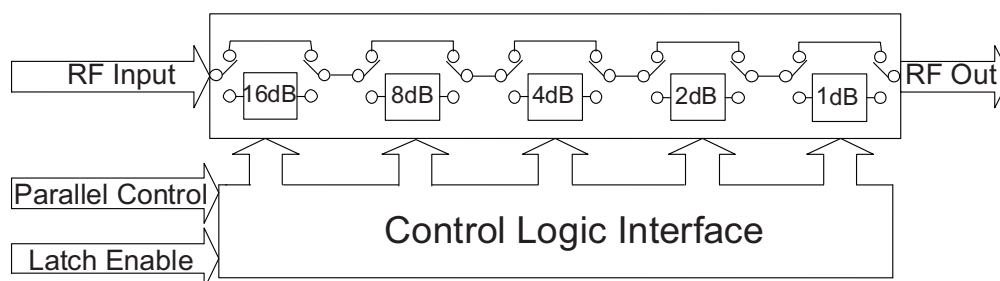 RF Input
16dB
8dB
4dB
2dB
1dB
RF Out
Parallel Control
Control Logic Interface
Latch Enable